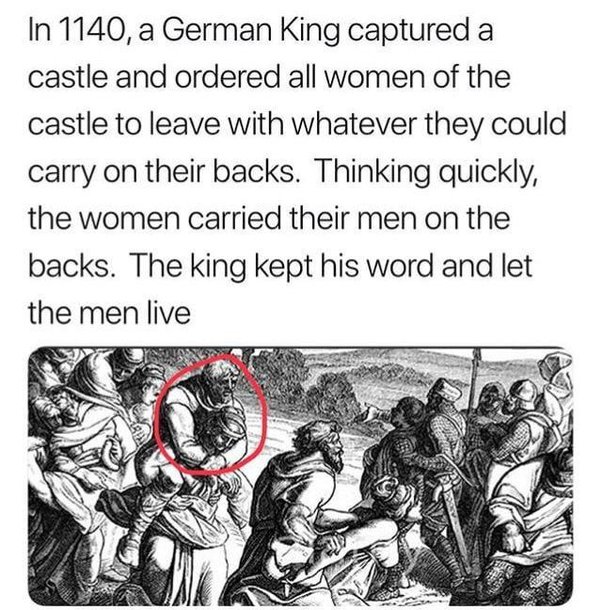 In 1140, a German King captured a
castle and ordered all women of the
castle to leave with whatever they could
carry on their backs.  Thinking quickly,
the women carried their men on the
backs.  The king kept his word and let
the men live